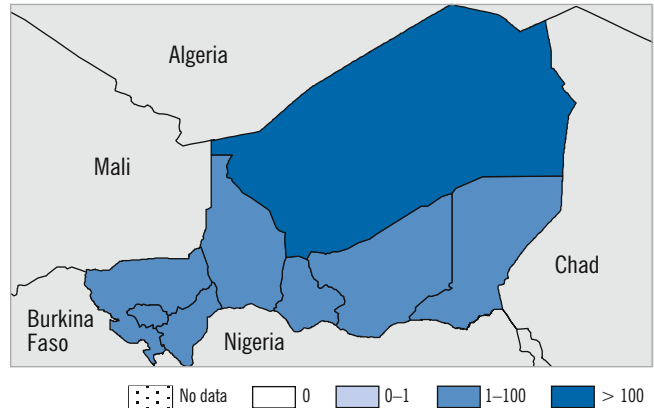 Algeria
Mali
Chad
Burkina
Faso
Nigeria
No data
0
0–1
1–100
> 100